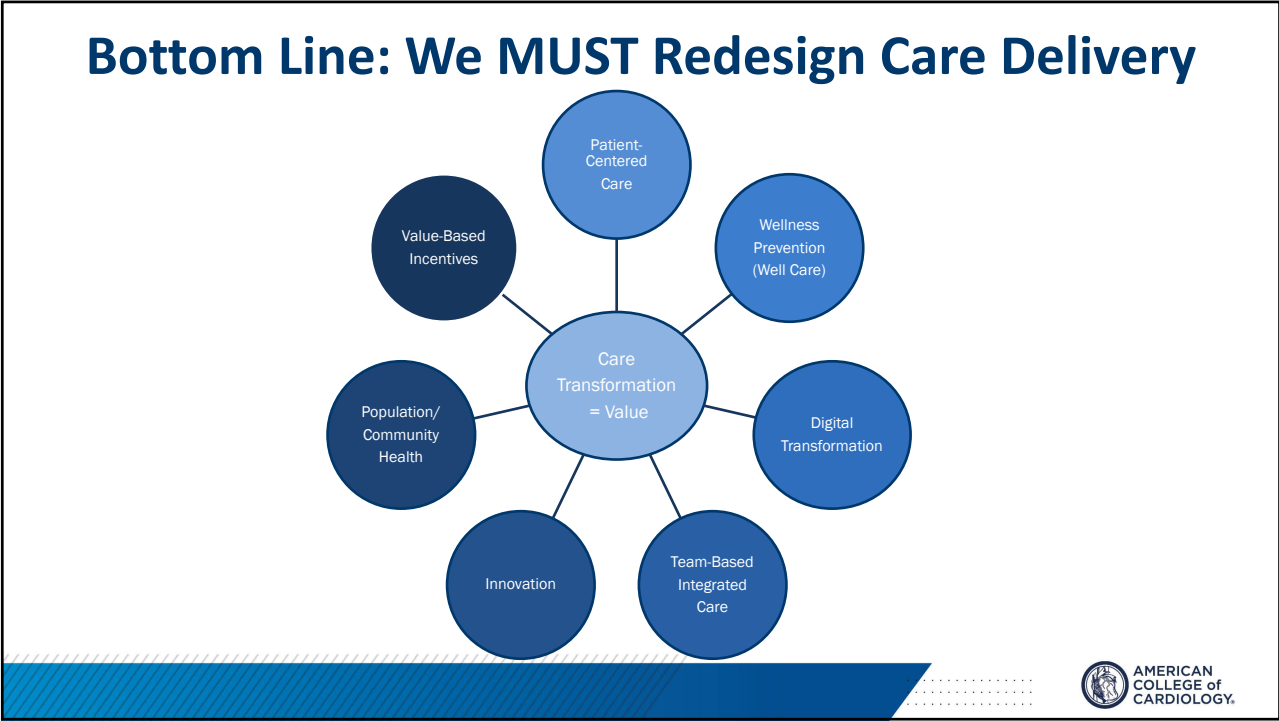 Bottom Line: We MUST Redesign Care Delivery
Patient-
Centered
Care
Wellness
Prevention
(Well Care)
Digital
Transformation
Team-Based
Integrated
Care
Innovation
Population/
Community
Health
Value-Based
Incentives
Care
Transformation
= Value
AMERICAN
COLLEGE of
CARDIOLOGY®